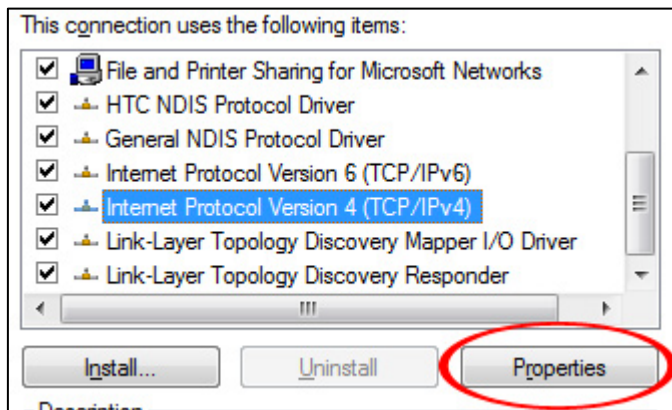 This connection uses the following items:
File and Printer Sharing for Microsoft Networks
HTC NDIS Protocol Driver
General NDIS Protocol Driver
Internet Protocol Version 6 (TCP/IPv6)
Internet Protocol Version 4 (TCP/IPv4)
Link-Layer Topology Discovery Mapper I/O Driver
Link-Layer Topology Discovery Responder
Install... Uninstall Properties
Description